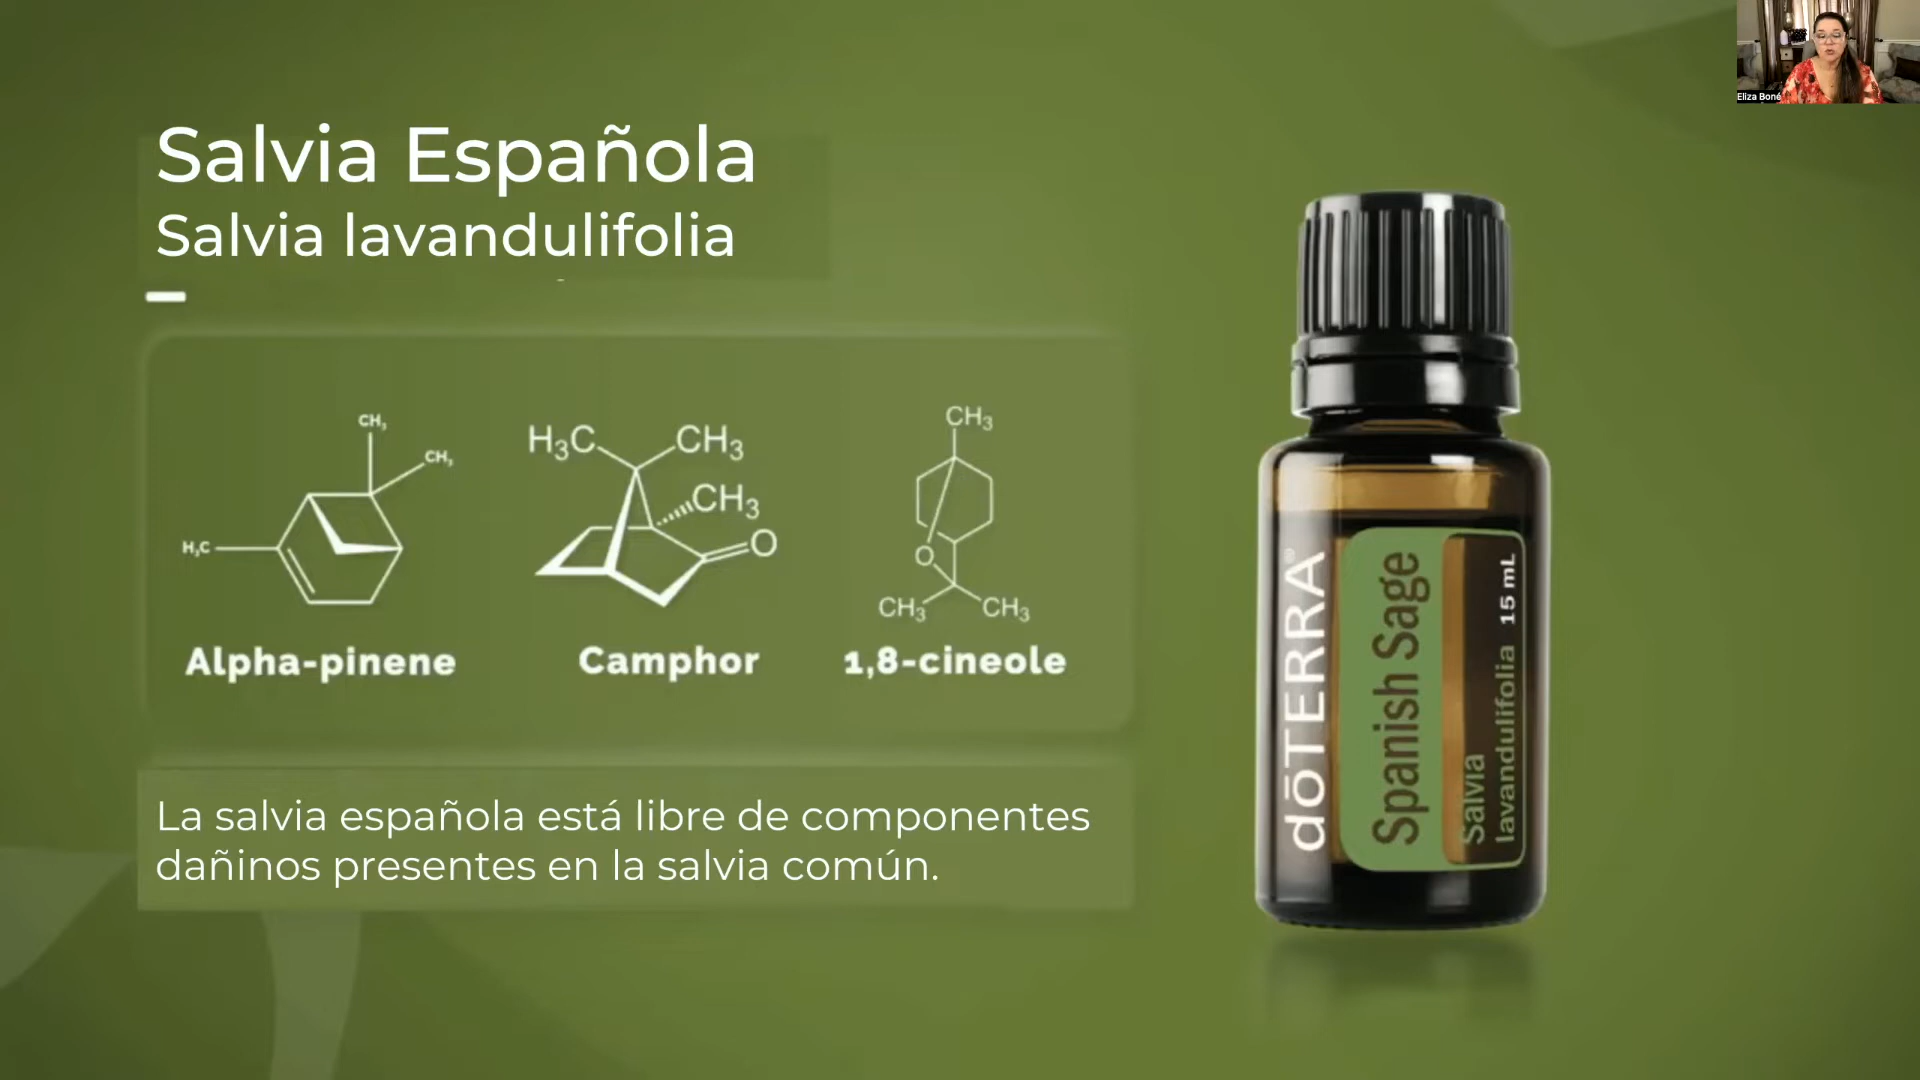 Eliza Boné
Salvia Española
Salvia lavandulifolia
CH3
CH3
H3C
Alpha-pinene
H3C
CH3
CH3
O
Camphor
CH3
O
CH3
CH3
1,8-cineole
La salvia española está libre de componentes
dañinos presentes en la salvia común.
dōTERRA®
Spanish Sage
Salvia
lavandulifolia 15 mL